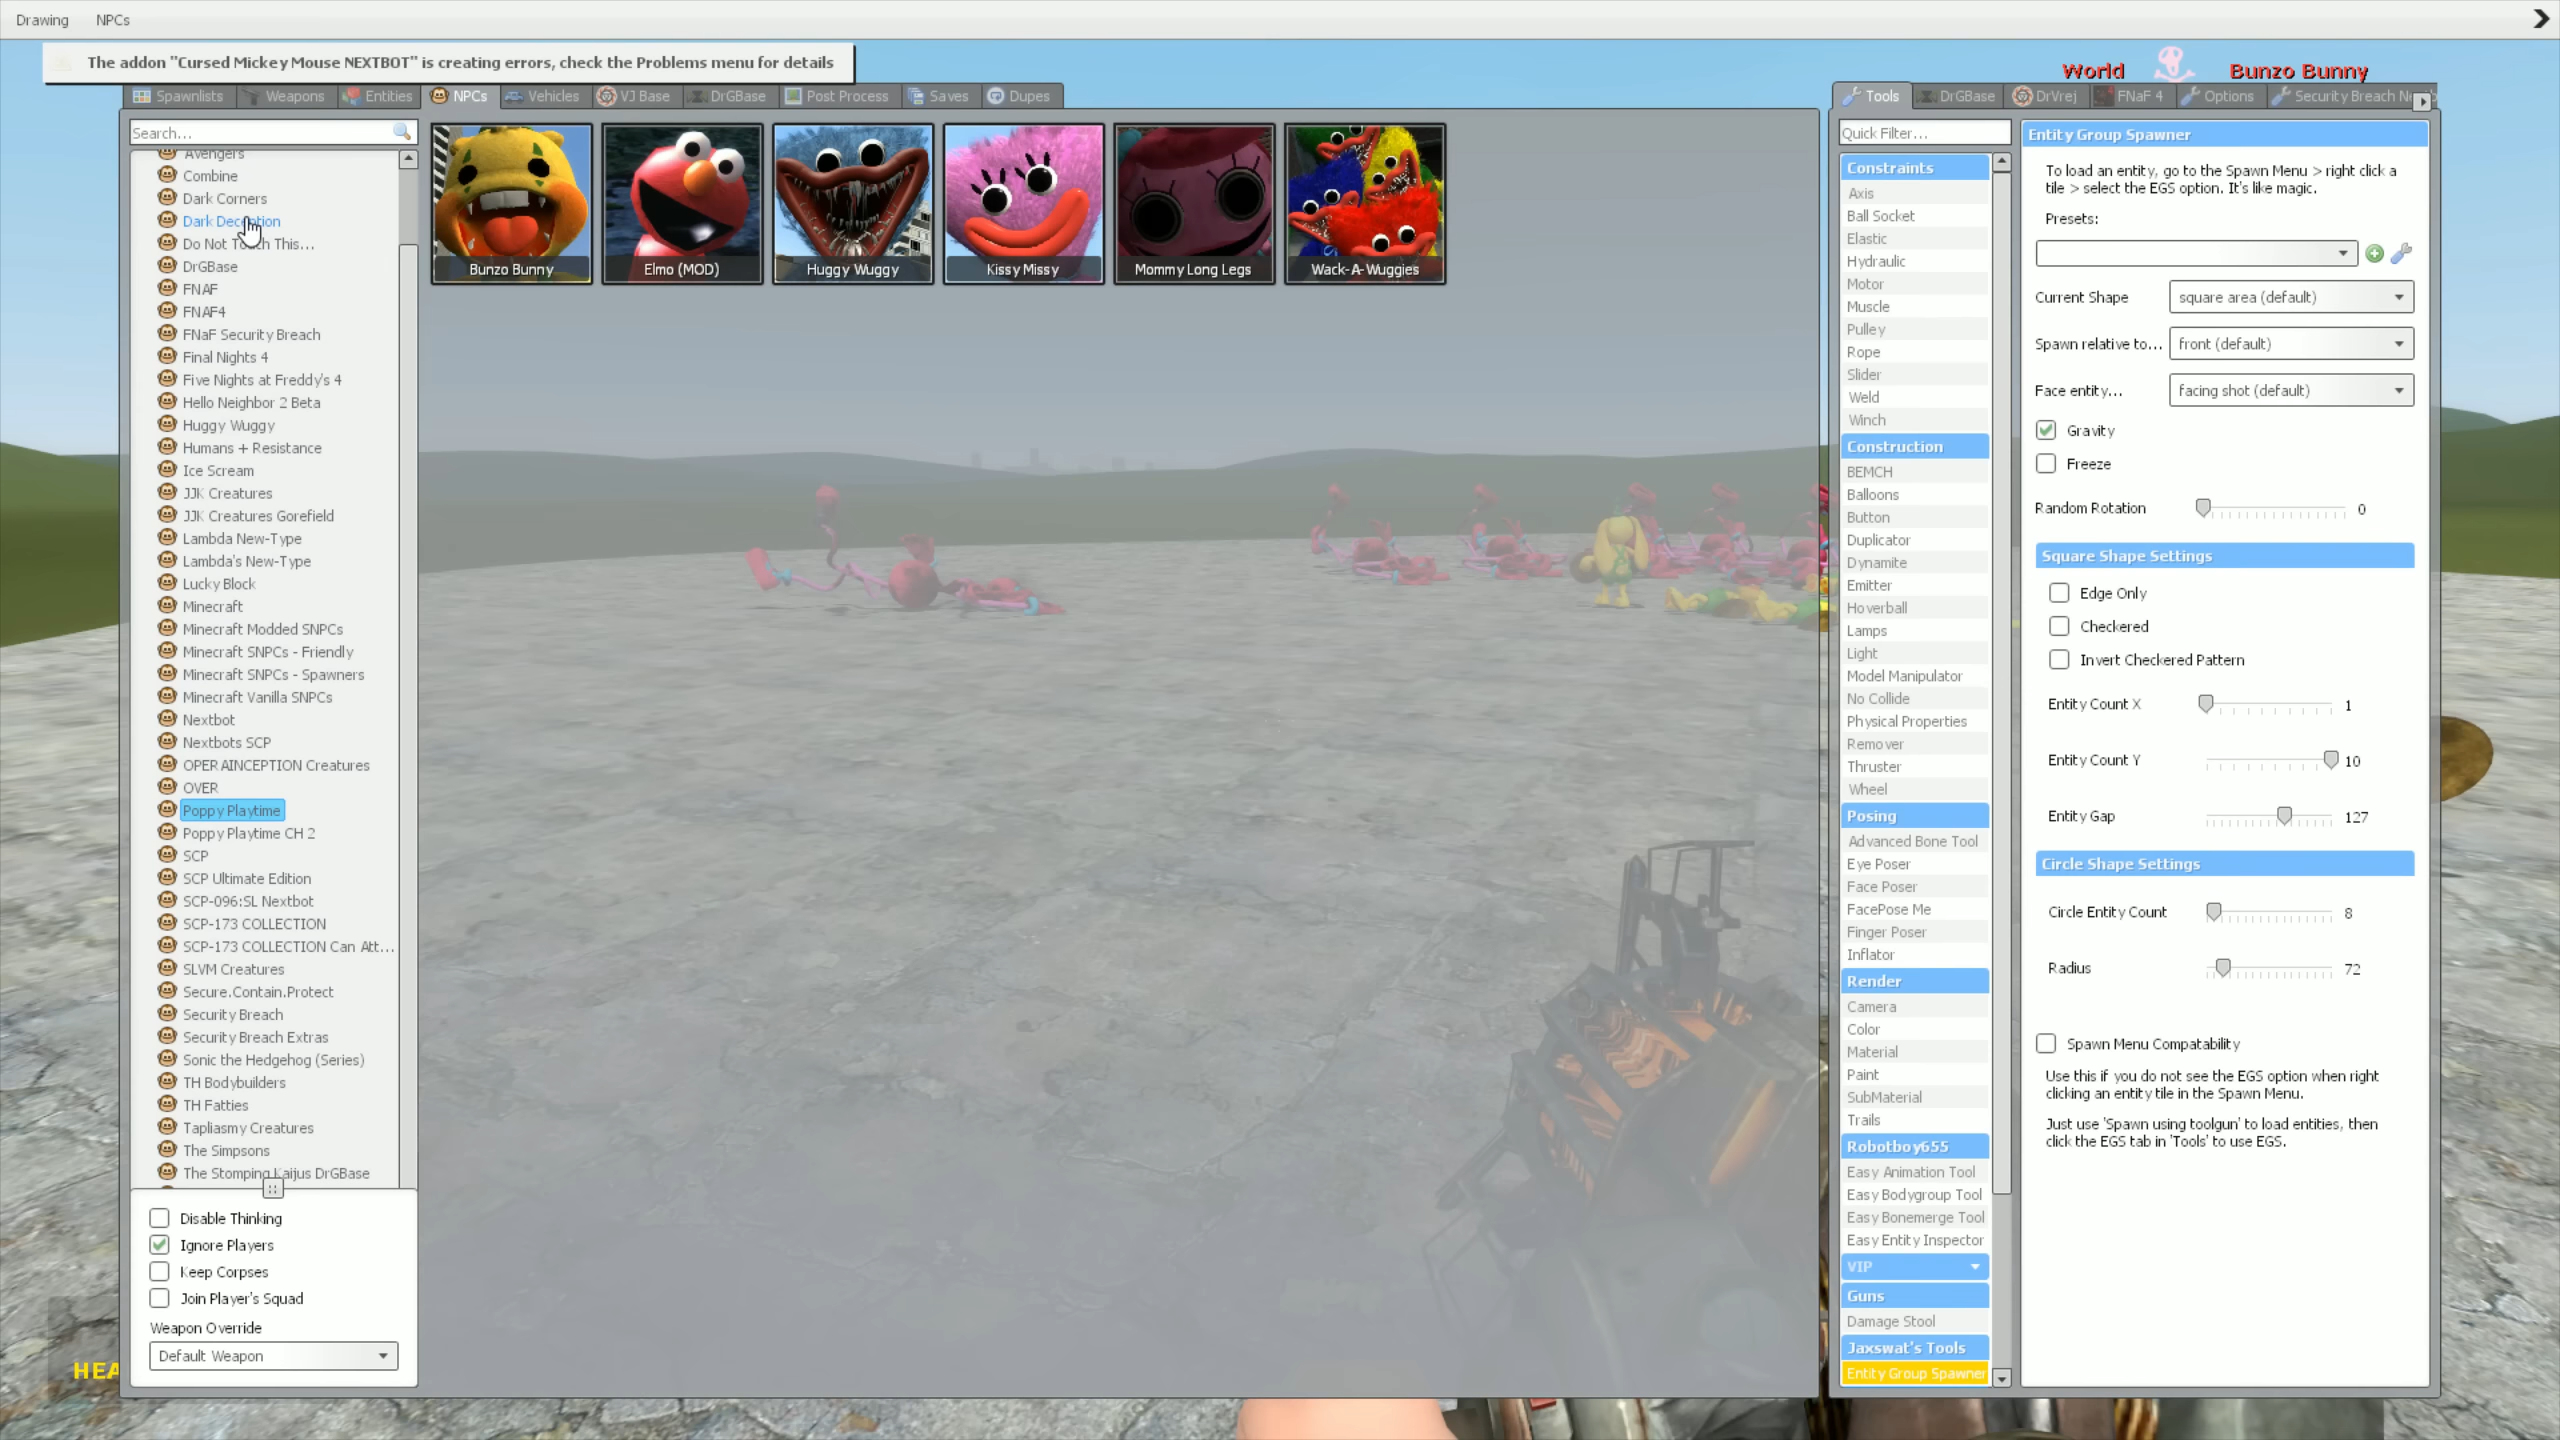 Drawing NPCs
The addon "Cursed Mickey Mouse NEXTBOT" is creating errors, check the Problems menu for details
World Bunzo Bunny
Spawnlists Weapons Entities NPCs Vehicles VJ Base DrGBase Post Process Saves Dupes
Search...
Avengers
Combine
Dark Corners
Dark Deception
Do Not Touch This...
DrGBase
FNAF
FNAF4
FNaF Security Breach
Final Nights 4
Five Nights at Freddy's 4
Hello Neighbor 2 Beta
Huggy Wuggy
Humans + Resistance
Ice Scream
JJK Creatures
JJK Creatures Gorefield
Lambda New-Type
Lambda's New-Type
Lucky Block
Minecraft
Minecraft Modded SNPCs
Minecraft SNPCs - Friendly
Minecraft SNPCs - Spawners
Minecraft Vanilla SNPCs
Nextbot
Nextbots SCP
OPERAINCEPTION Creatures
OVER
Poppy Playtime
Poppy Playtime CH 2
SCP
SCP Ultimate Edition
SCP-096:SL Nextbot
SCP-173 COLLECTION
SCP-173 COLLECTION Can Att...
SLVM Creatures
Secure.Contain.Protect
Security Breach
Security Breach Extras
Sonic the Hedgehog (Series)
TH Bodybuilders
TH Fatties
Tapliasmy Creatures
The Simpsons
The Stomping Kaijus DrGBase
Disable Thinking
Ignore Players
Keep Corpses
Join Player's Squad
Weapon Override
Default Weapon
HEA
Bunzo Bunny
Elmo (MOD)
Huggy Wuggy
Kissy Missy
Mommy Long Legs
Wack-A-Wuggies
Tools DrGBase DrVrej FNaF 4 Options Security Breach
Quick Filter...
Constraints
Axis
Ball Socket
Elastic
Hydraulic
Motor
Muscle
Pulley
Rope
Slider
Weld
Winch
Construction
BEMCH
Balloons
Button
Duplicator
Dynamite
Emitter
Hoverball
Lamps
Light
Model Manipulator
No Collide
Physical Properties
Remover
Thruster
Wheel
Posing
Advanced Bone Tool
Eye Poser
Face Poser
FacePose Me
Finger Poser
Inflator
Render
Camera
Color
Material
Paint
SubMaterial
Trails
Robotboy655
Easy Animation Tool
Easy Bodygroup Tool
Easy Bonemerge Tool
Easy Entity Inspector
VIP
Guns
Damage Stool
Jaxswat's Tools
Entity Group Spawner
Entity Group Spawner
To load an entity, go to the Spawn Menu > right click a
tile > select the EGS option. It's like magic.
Presets:
Current Shape square area (default)
Spawn relative to... front (default)
Face entity... facing shot (default)
Gravity
Freeze
Random Rotation 0
Square Shape Settings
Edge Only
Checkered
Invert Checkered Pattern
Entity Count X 1
Entity Count Y 10
Entity Gap 127
Circle Shape Settings
Circle Entity Count 8
Radius 72
Spawn Menu Compatability
Use this if you do not see the EGS option when right
clicking an entity tile in the Spawn Menu.
Just use 'Spawn using toolgun' to load entities, then
click the EGS tab in 'Tools' to use EGS.